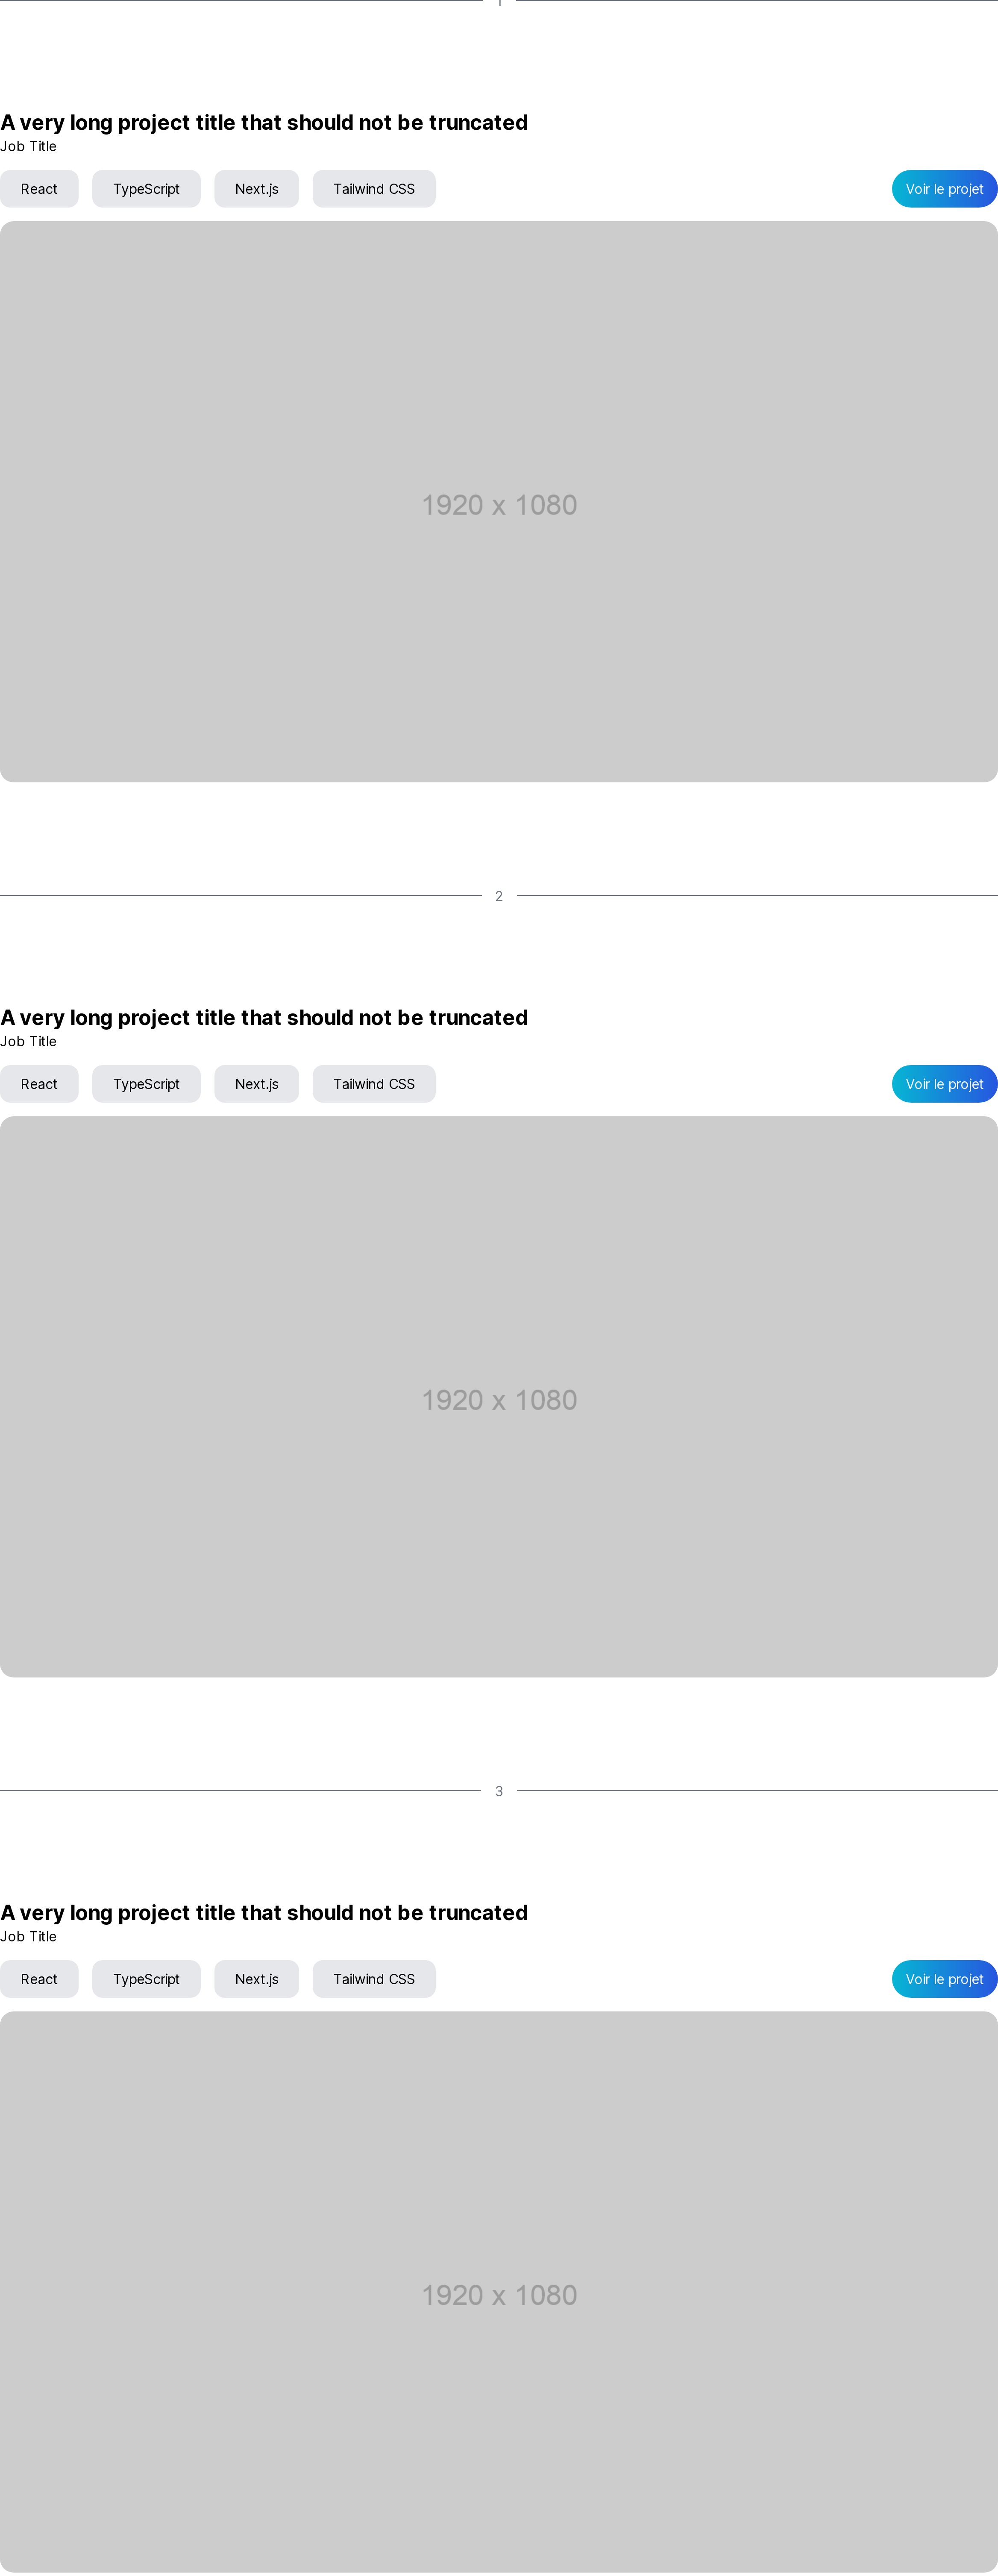 A very long project title that should not be truncated
Job Title
React TypeScript Next.js Tailwind CSS Voir le projet
1920 x 1080
2
A very long project title that should not be truncated
Job Title
React TypeScript Next.js Tailwind CSS Voir le projet
1920 x 1080
3
A very long project title that should not be truncated
Job Title
React TypeScript Next.js Tailwind CSS Voir le projet
1920 x 1080